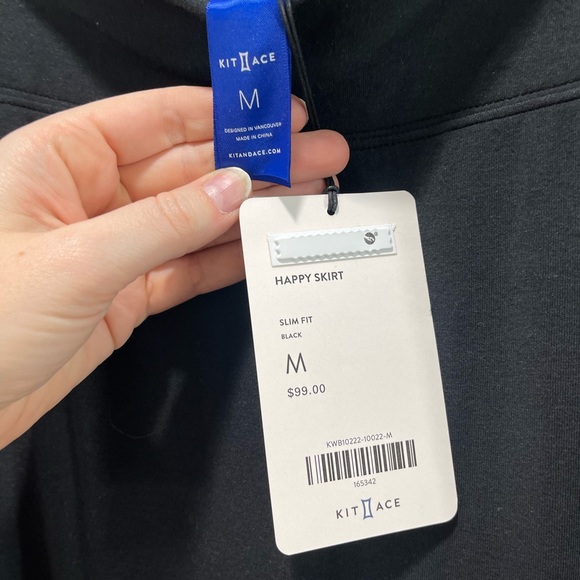 KIT ACE
M
DESIGNED IN VANCOUVER
MADE IN CHINA
KITANDACE.COM
HAPPY SKIRT
SLIM FIT
BLACK
M
$99.00
KWB10222-10022-M
165342
KIT ACE